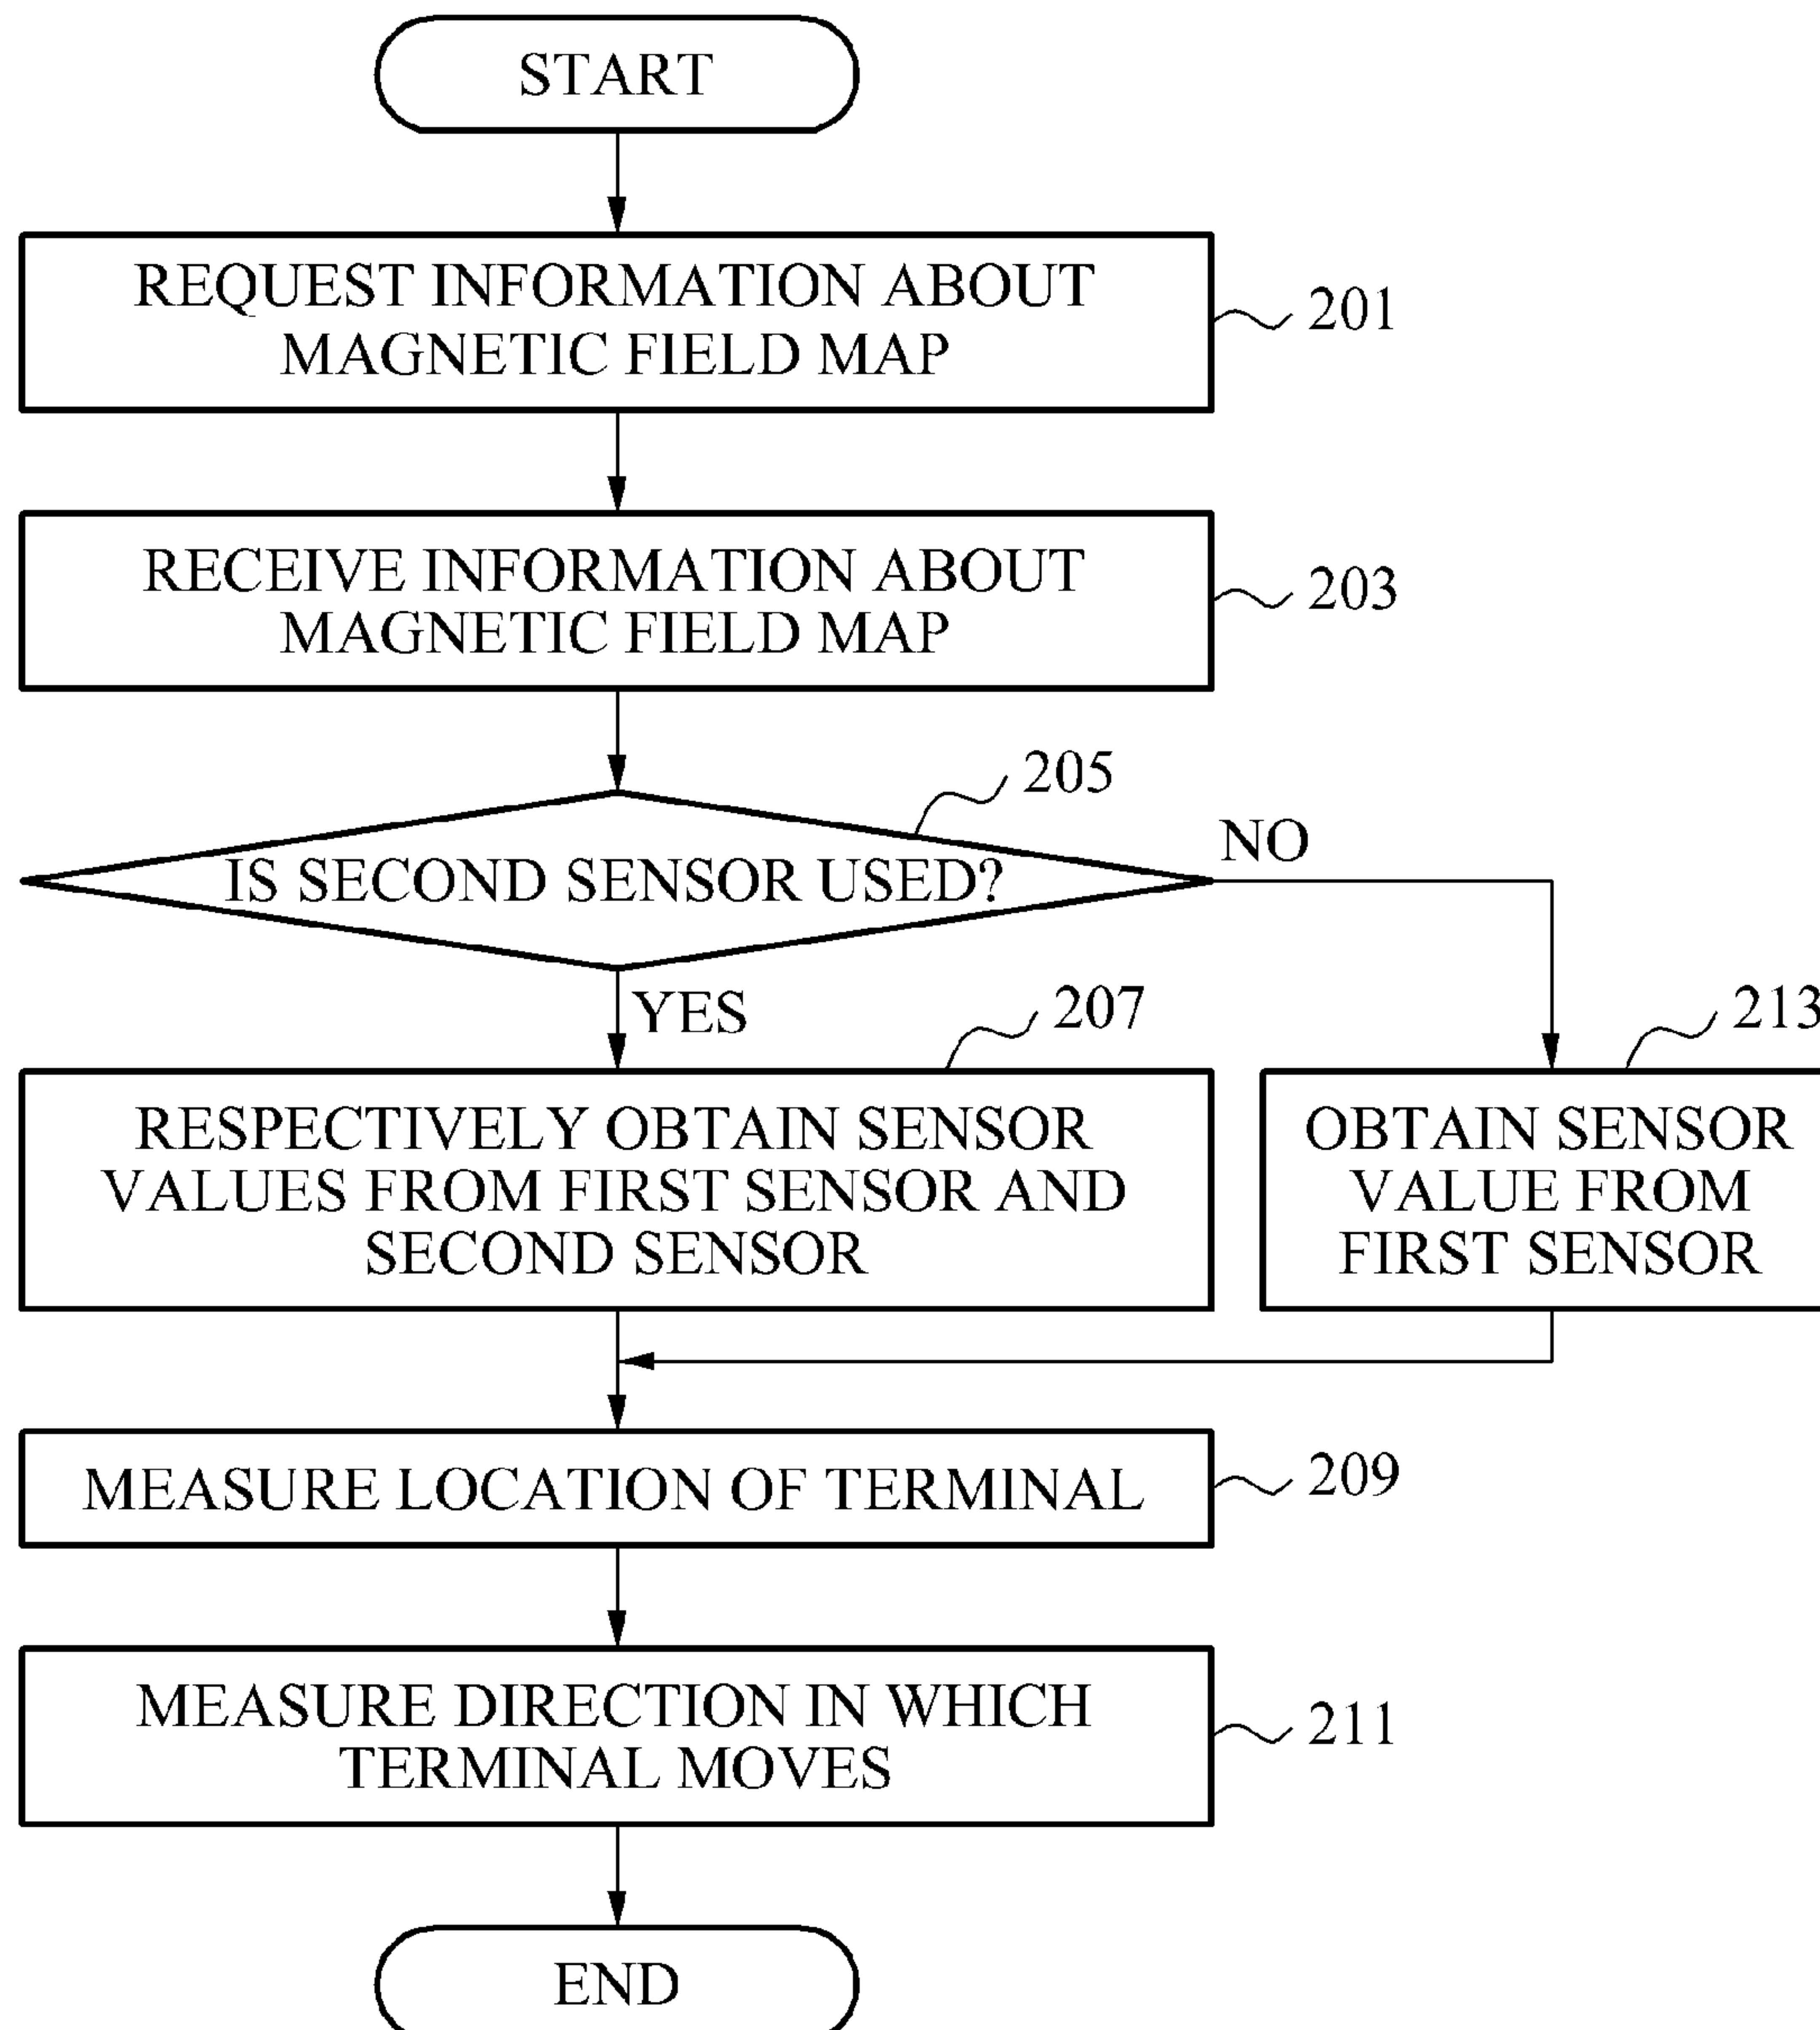 START
REQUEST INFORMATION ABOUT
MAGNETIC FIELD MAP
201
RECEIVE INFORMATION ABOUT
MAGNETIC FIELD MAP
203
205
IS SECOND SENSOR USED?
NO
YES
207
213
RESPECTIVELY OBTAIN SENSOR
VALUES FROM FIRST SENSOR AND
SECOND SENSOR
OBTAIN SENSOR
VALUE FROM
FIRST SENSOR
MEASURE LOCATION OF TERMINAL
209
MEASURE DIRECTION IN WHICH
TERMINAL MOVES
211
END